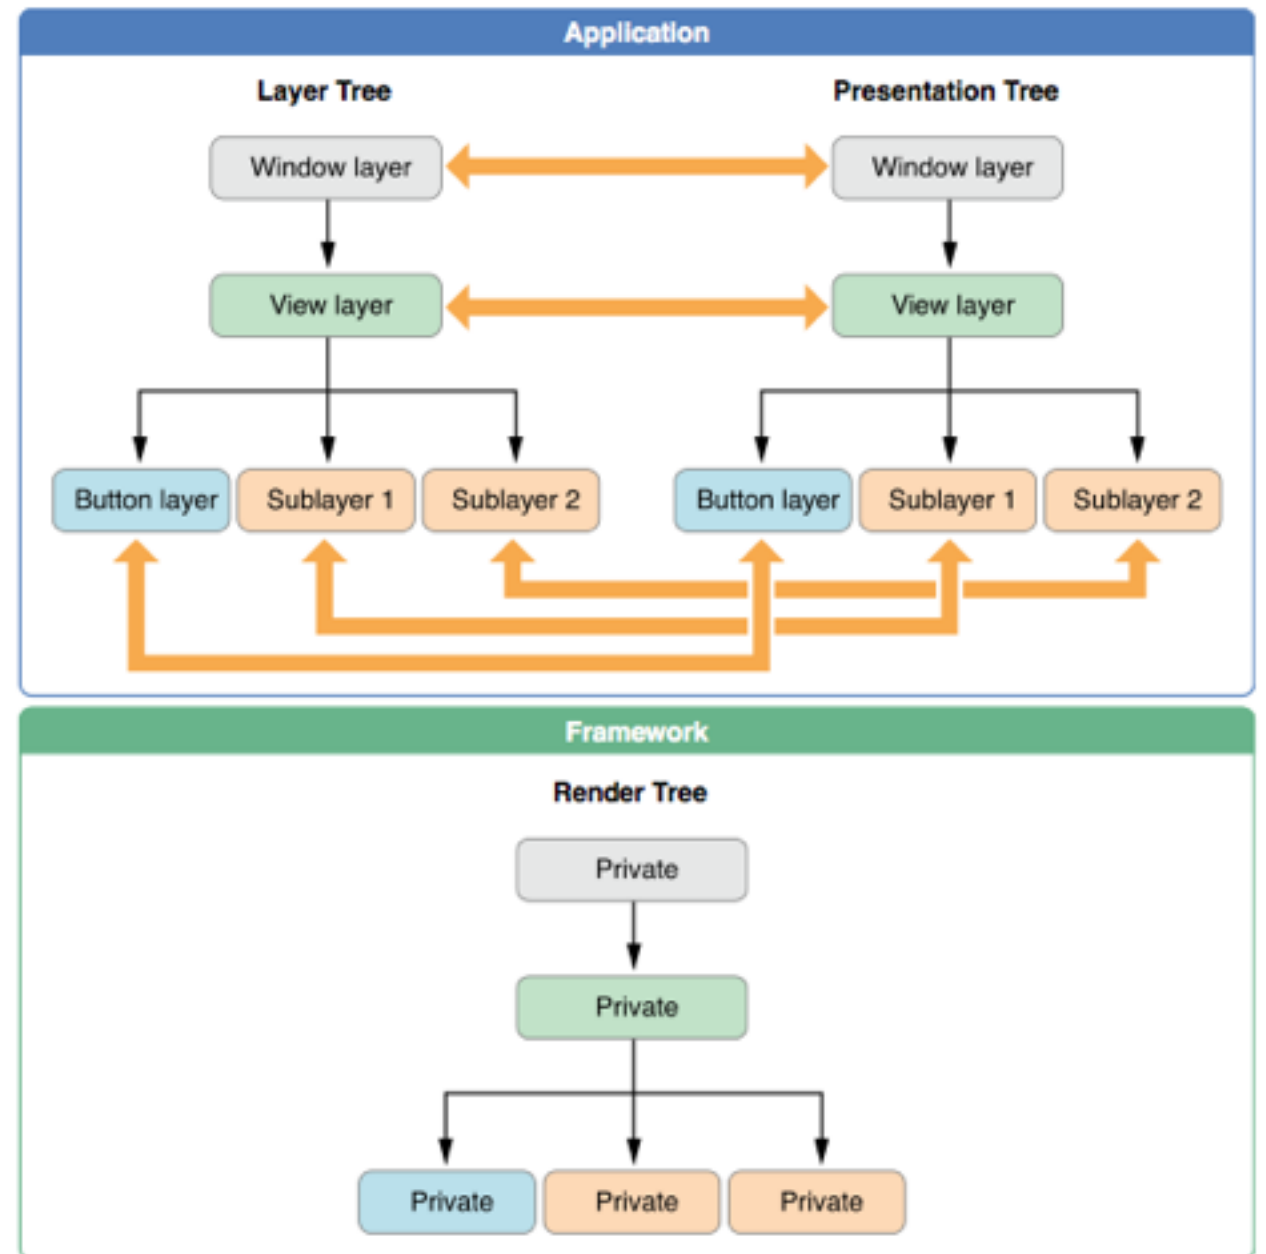 Application
Layer Tree
Presentation Tree
Window layer
Window layer
View layer
View layer
Button layer
Sublayer 1
Sublayer 2
Button layer
Sublayer 1
Sublayer 2
Framework
Render Tree
Private
Private
Private
Private
Private